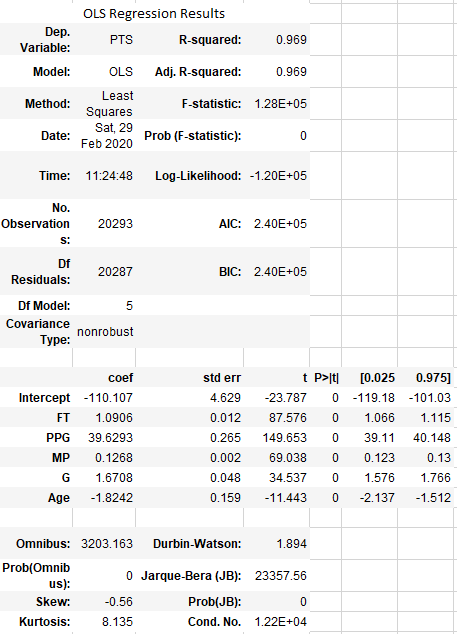 OLS Regression Results
Dep.
Variable: PTS R-squared: 0.969
Model: OLS Adj. R-squared: 0.969
Method: Least
Squares F-statistic: 1.28E+05
Date: Sat, 29
Feb 2020 Prob (F-statistic): 0
Time: 11:24:48 Log-Likelihood: -1.20E+05
No.
Observation
s: 20293 AIC: 2.40E+05
Df
Residuals: 20287 BIC: 2.40E+05
Df Model: 5
Covariance
Type: nonrobust
coef std err t P>|t| [0.025 0.975]
Intercept -110.107 4.629 -23.787 0 -119.18 -101.03
FT 1.0906 0.012 87.576 0 1.066 1.115
PPG 39.6293 0.265 149.653 0 39.11 40.148
MP 0.1268 0.002 69.038 0 0.123 0.13
G 1.6708 0.048 34.537 0 1.576 1.766
Age -1.8242 0.159 -11.443 0 -2.137 -1.512
Omnibus: 3203.163 Durbin-Watson: 1.894
Prob(Omnib
us): 0 Jarque-Bera (JB): 23357.56
Skew: -0.56 Prob(JB): 0
Kurtosis: 8.135 Cond. No. 1.22E+04